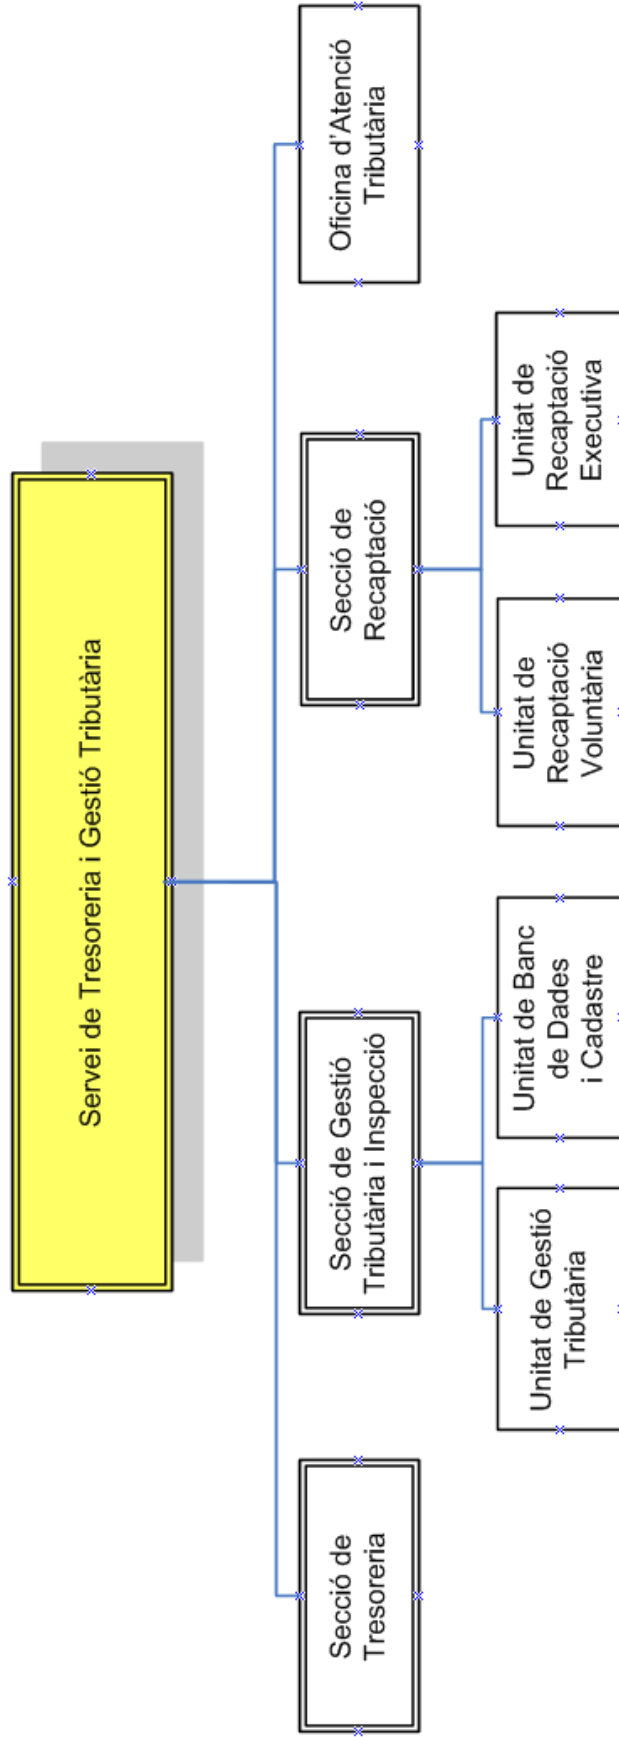 Servei de Tresoreria i Gestió Tributària
Secció de
Tresoreria
Secció de Gestió
Tributària i Inspecció
Secció de
Recaptació
Oficina d'Atenció
Tributària
Unitat de Gestió
Tributària
Unitat de Banc
de Dades
i Cadastre
Unitat de
Recaptació
Voluntària
Unitat de
Recaptació
Executiva